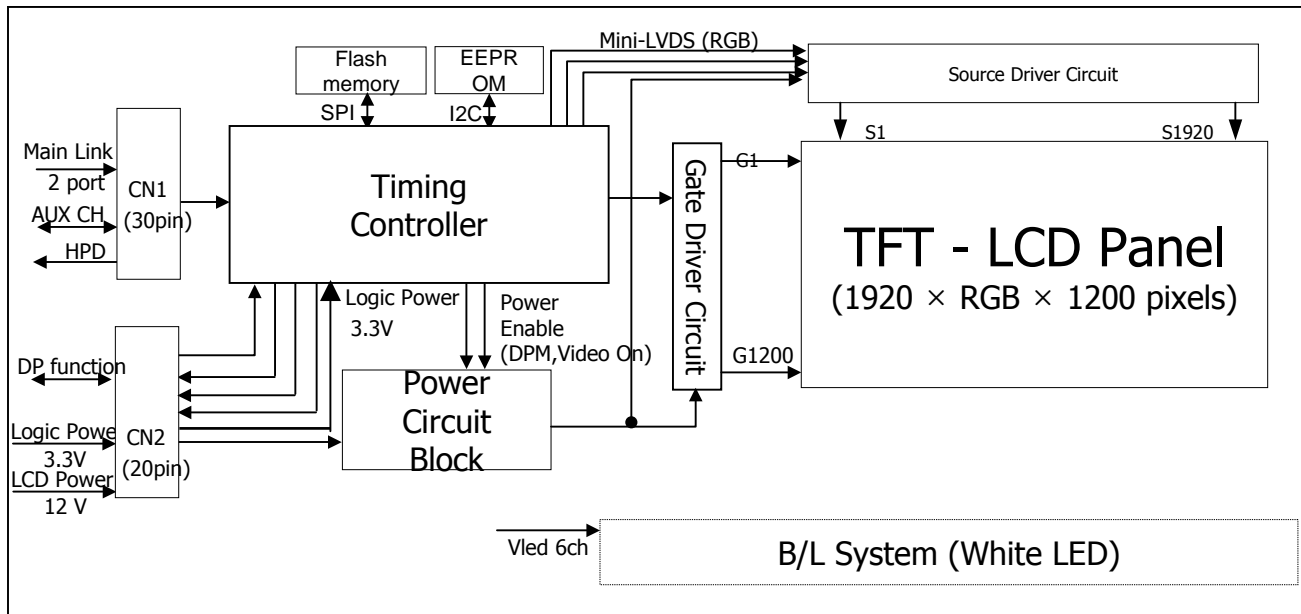 Mini-LVDS (RGB)
Flash
memory
EEPR
OM
Source Driver Circuit
SPI
I2C
S1
S1920
Main Link
2 port
AUX CH
HPD
CN1
(30pin)
Timing
Controller
Gate Driver Circuit
G1
G1200
TFT - LCD Panel
(1920 × RGB × 1200 pixels)
Logic Power
3.3V
Power
Enable
(DPM,Video On)
DP function
Logic Powe
3.3V
LCD Power
12 V
CN2
(20pin)
Power
Circuit
Block
Vled 6ch
B/L System (White LED)